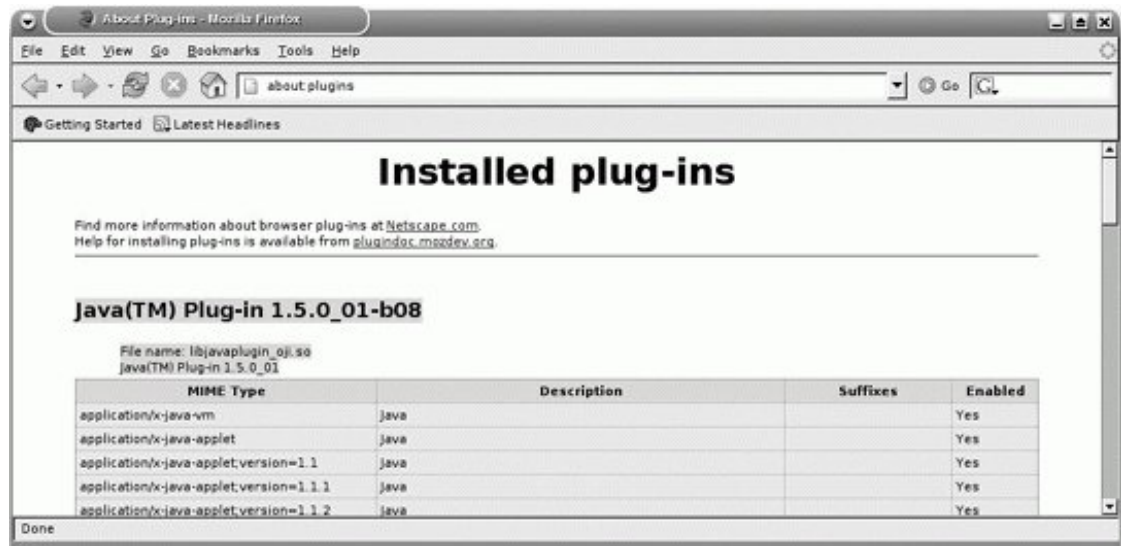 About Plug-ins - Mozilla Firefox
File Edit View Go Bookmarks Tools Help
about:plugins Go G
Getting Started Latest Headlines
Installed plug-ins
Find more information about browser plug-ins at Netscape.com.
Help for installing plug-ins is available from plugindoc.mozdev.org.
Java(TM) Plug-in 1.5.0_01-b08
File name: libjavaplugin_oji.so
Java(TM) Plug-in 1.5.0_01
MIME Type Description Suffixes Enabled
application/x-java-vm Java Yes
application/x-java-applet Java Yes
application/x-java-applet;version=1.1 Java Yes
application/x-java-applet;version=1.1.1 Java Yes
application/x-java-applet;version=1.1.2 Java Yes
Done